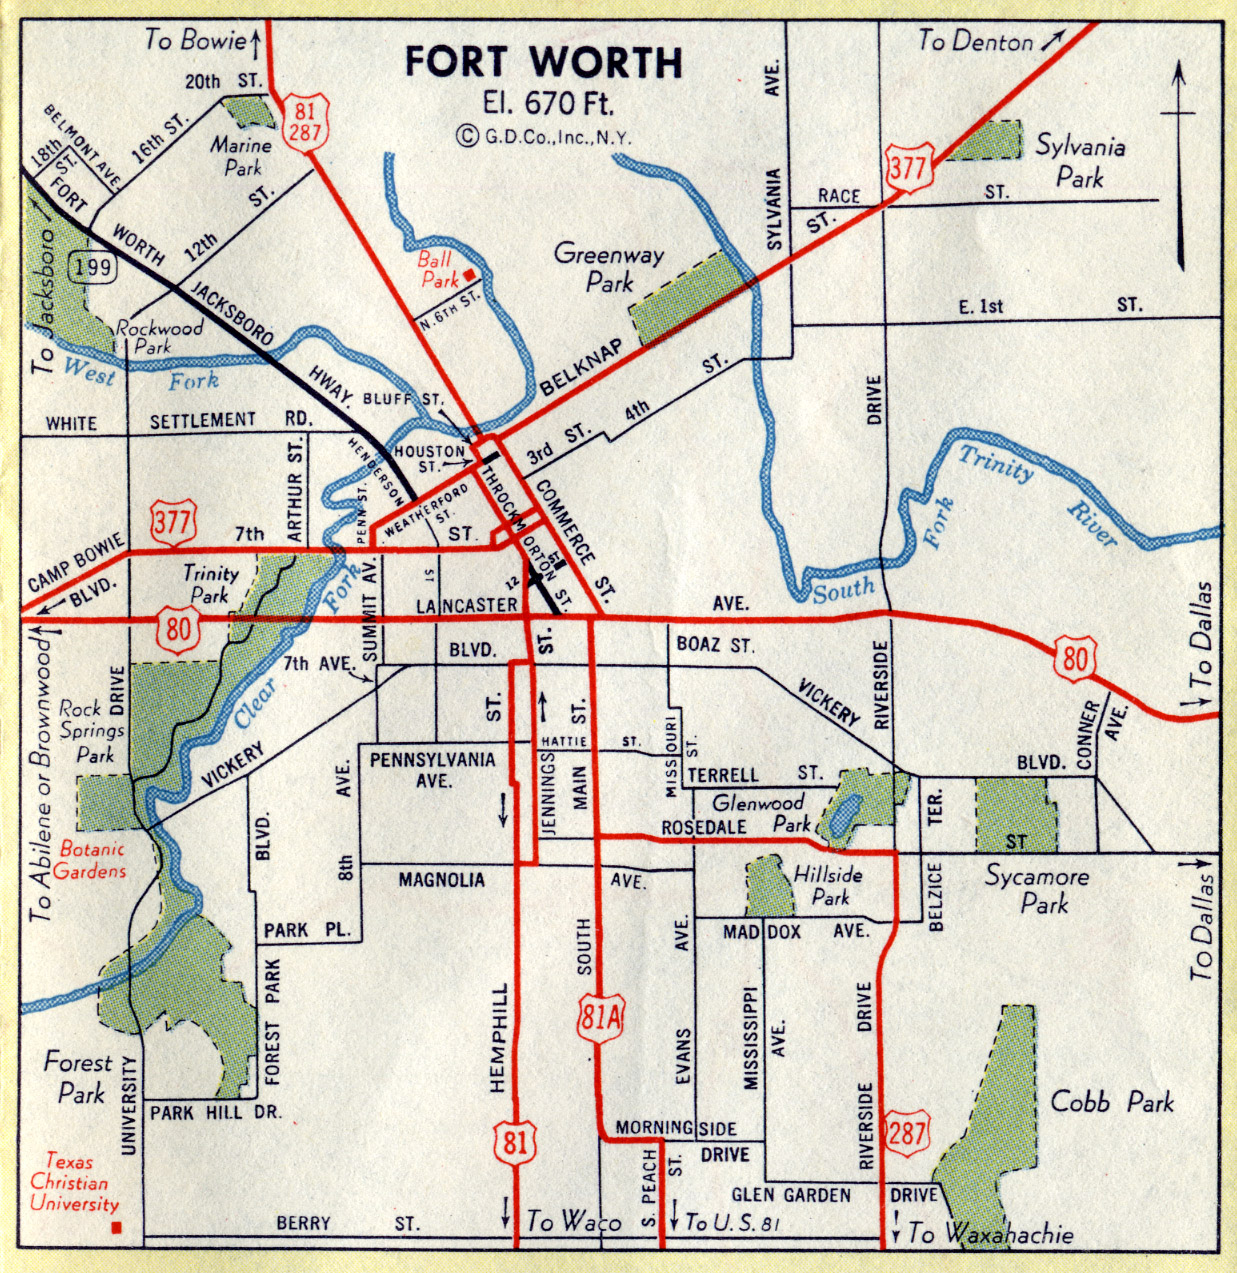 To Bowie
FORT WORTH
El. 670 Ft.
© G.D.Co., Inc., N.Y.
To Denton
20th ST.
81
287
AVE.
BELMONT AVE.
16th ST.
Marine
Park
18th
ST.
FORT
WORTH
JACKSBORO
HWAY.
12th
ST.
199
To Jacksboro
Rockwood
Park
West
Fork
377
Sylvania
Park
SYLVANIA
RACE
ST.
ST.
Greenway
Park
Ball
Park
N. 6TH ST.
E. 1st
ST.
BELKNAP
BLUFF ST.
WHITE
SETTLEMENT
RD.
4th
ST.
3rd
ST.
DRIVE
HOUSTON
ST.
HENDERSON
ARTHUR ST.
PENN ST.
WEATHERFORD
ST.
THROCKMORTON
ST.
COMMERCE
ST.
Trinity
River
Fork
South
377
7th
ST.
CAMP BOWIE
BLVD.
Trinity
Park
Fork
Clear
SUMMIT AV.
ST
12
ST
LANCASTER
AVE.
80
80
To Dallas
7th AVE.
BLVD.
ST.
BOAZ ST.
VICKERY
RIVERSIDE
CONNER
AVE.
To Abilene or Brownwood
DRIVE
Rock
Springs
Park
VICKERY
ST.
HATTIE
ST.
ST.
MISSOURI
ST.
PENNSYLVANIA
AVE.
AVE.
8th
JENNINGS
MAIN
TERRELL
ST.
BLVD.
Glenwood
Park
TER.
BELZICE
ROSEDALE
ST
Botanic
Gardens
BLVD.
MAGNOLIA
AVE.
Hillside
Park
Sycamore
Park
To Dallas
PARK PL.
MADDOX
AVE.
SOUTH
AVE.
EVANS
FOREST PARK
HEMPHILL
81A
MISSISSIPPI
AVE.
DRIVE
RIVERSIDE
Forest
Park
UNIVERSITY
PARK HILL DR.
Cobb Park
81
MORNINGSIDE
DRIVE
287
Texas
Christian
University
S. PEACH
ST.
GLEN GARDEN
DRIVE
BERRY
ST.
To Waco
To U.S. 81
To Waxahachie